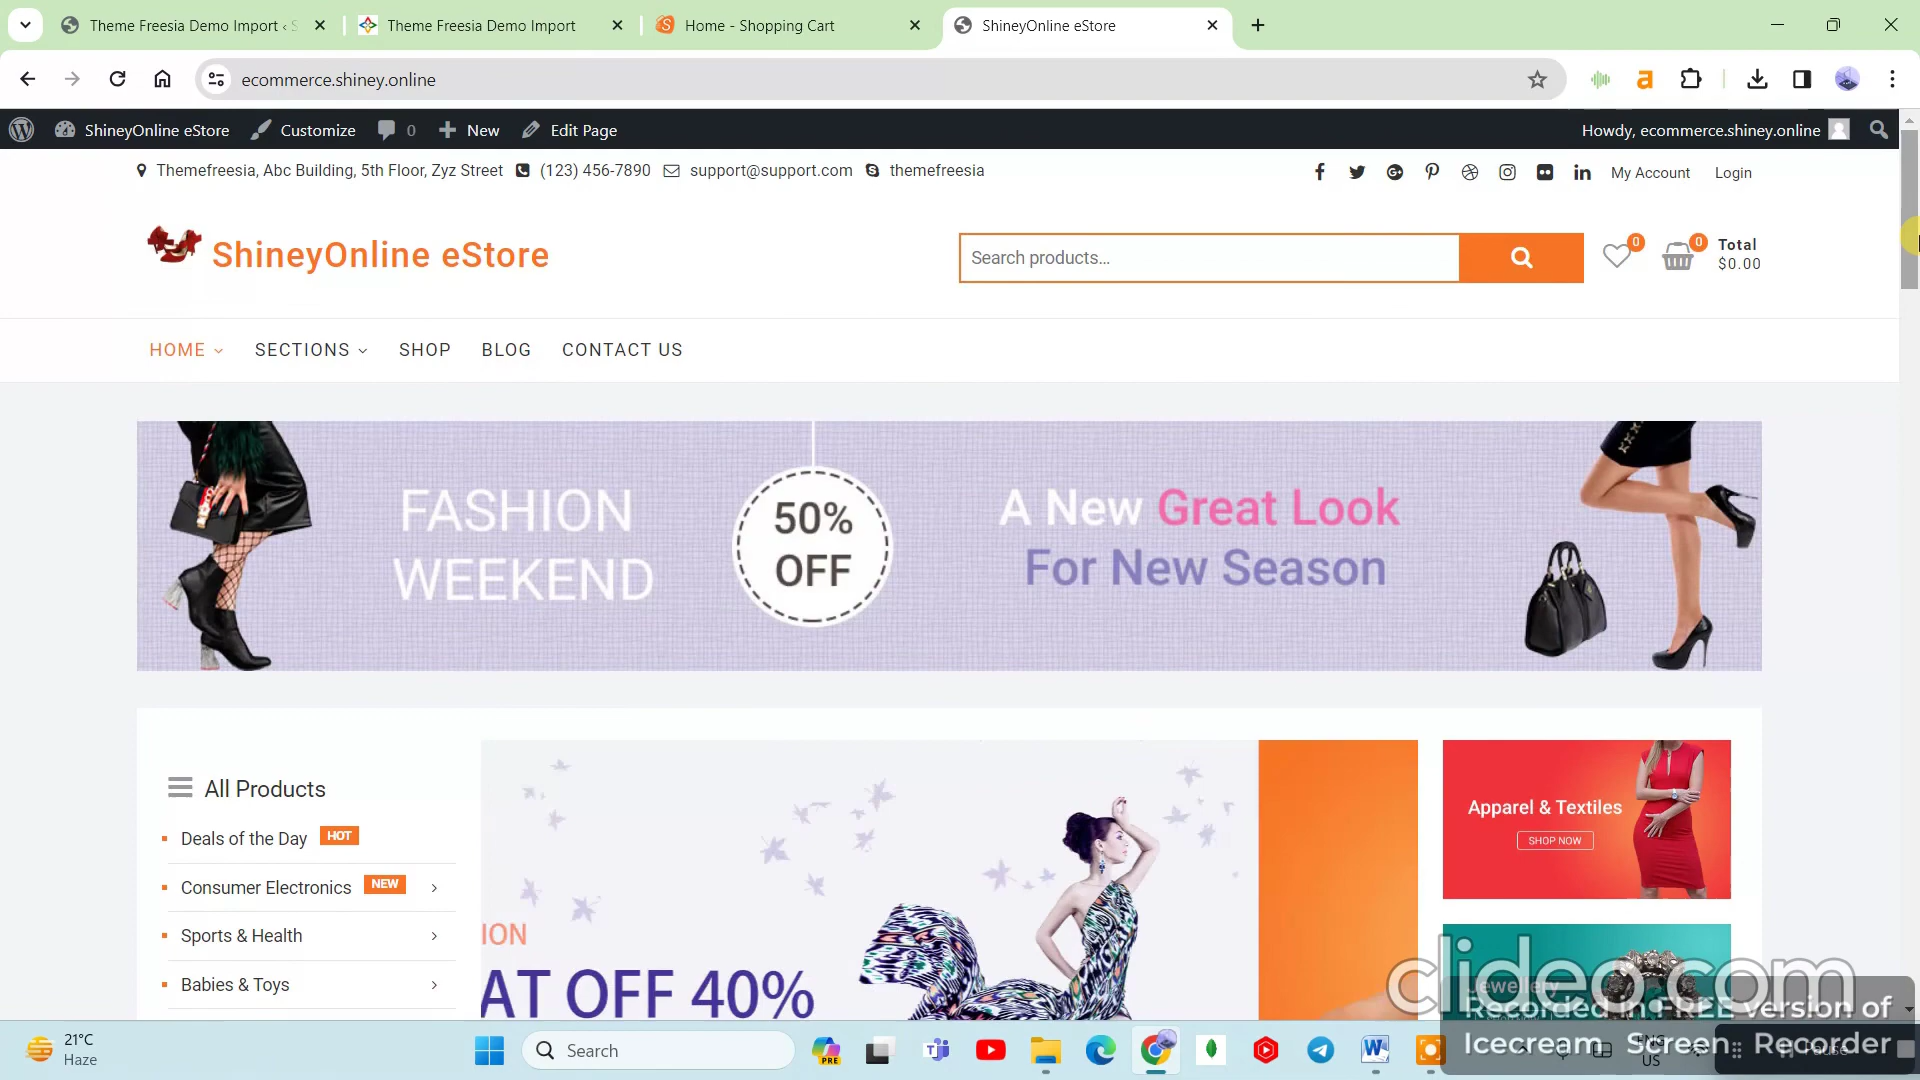 Theme Freesia Demo Import ‹ S
Theme Freesia Demo Import
Home - Shopping Cart
ShineyOnline eStore
ecommerce.shiney.online
ShineyOnline eStore
Customize
0
New
Edit Page
Howdy, ecommerce.shiney.online
Themefreesia, Abc Building, 5th Floor, Zyz Street
(123) 456-7890
support@support.com
themefreesia
My Account
Login
ShineyOnline eStore
Search products...
0
0
Total
$0.00
HOME
SECTIONS
SHOP
BLOG
CONTACT US
FASHION
WEEKEND
50%
OFF
A New Great Look
For New Season
All Products
Deals of the Day HOT
Consumer Electronics NEW
Sports & Health
Babies & Toys
ION
AT OFF 40%
Apparel & Textiles
SHOP NOW
Jewellery
clideo.com
Recorded in FREE version of
Icecream Screen Recorder
21°C
Haze
Search
PRE
ENG
US
Pause